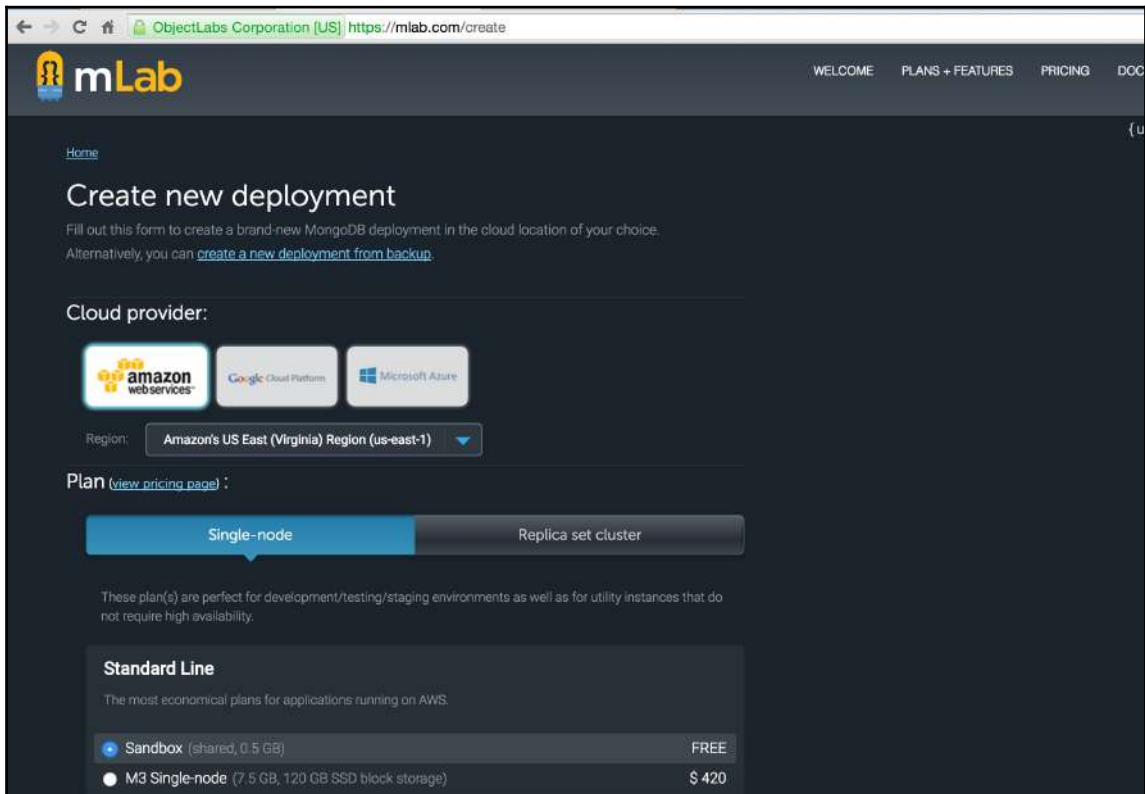 ObjectLabs Corporation [US] https://mlab.com/create
mLab
WELCOME PLANS + FEATURES PRICING DOC
{u
Home
Create new deployment
Fill out this form to create a brand-new MongoDB deployment in the cloud location of your choice.
Alternatively, you can create a new deployment from backup.
Cloud provider:
amazon
webservices™
Google Cloud Platform
Microsoft Azure
Region: Amazon's US East (Virginia) Region (us-east-1)
Plan (view pricing page) :
Single-node Replica set cluster
These plan(s) are perfect for development/testing/staging environments as well as for utility instances that do
not require high availability.
Standard Line
The most economical plans for applications running on AWS.
Sandbox (shared, 0.5 GB) FREE
M3 Single-node (7.5 GB, 120 GB SSD block storage) $ 420